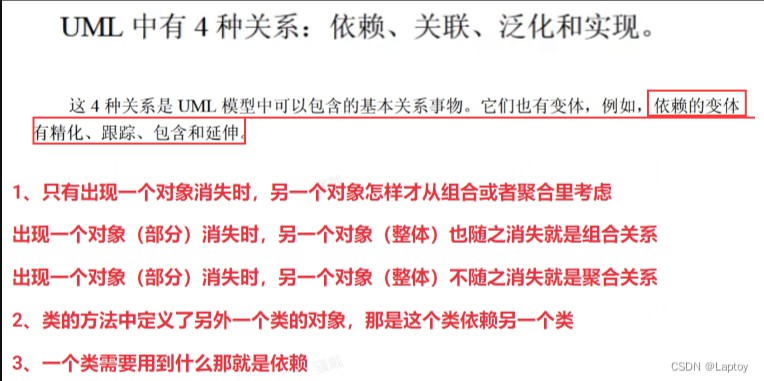 UML 中有 4 种关系：依赖、关联、泛化和实现。
这 4 种关系是 UML 模型中可以包含的基本关系事物。它们也有变体，例如，依赖的变体
有精化、跟踪、包含和延伸。
1、只有出现一个对象消失时，另一个对象怎样才从组合或者聚合里考虑
出现一个对象（部分）消失时，另一个对象（整体）也随之消失就是组合关系
出现一个对象（部分）消失时，另一个对象（整体）不随之消失就是聚合关系
2、类的方法中定义了另外一个类的对象，那是这个类依赖另一个类
3、一个类需要用到什么那就是依赖
CSDN @Laptoy